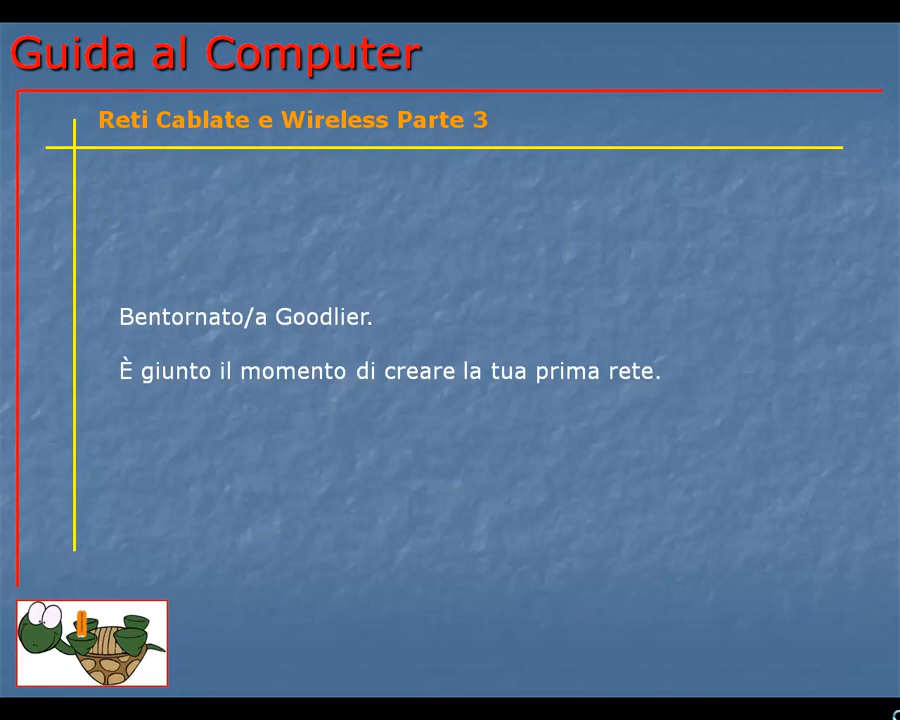 Guida al Computer
Reti Cablate e Wireless Parte 3
Bentornato/a Goodlier.
È giunto il momento di creare la tua prima rete.